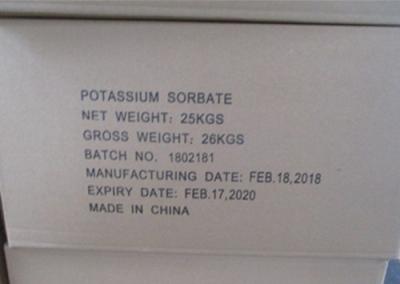 POTASSIUM SORBATE
NET WEIGHT: 25KGS
GROSS WEIGHT: 26KGS
BATCH NO. 1802181
MANUFACTURING DATE: FEB.18,2018
EXPIRY DATE: FEB.17,2020
MADE IN CHINA